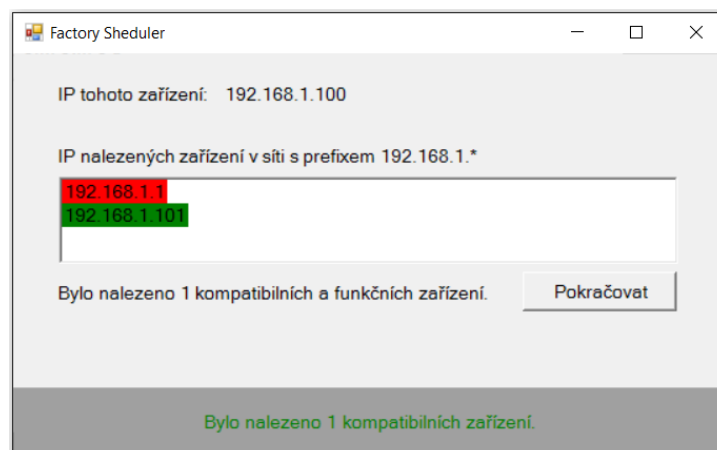 Factory Sheduler
IP tohoto zařízení: 192.168.1.100
IP nalezených zařízení v síti s prefixem 192.168.1.*
192.168.1.1
192.168.1.101
Bylo nalezeno 1 kompatibilních a funkčních zařízení.
Pokračovat
Bylo nalezeno 1 kompatibilních zařízení.